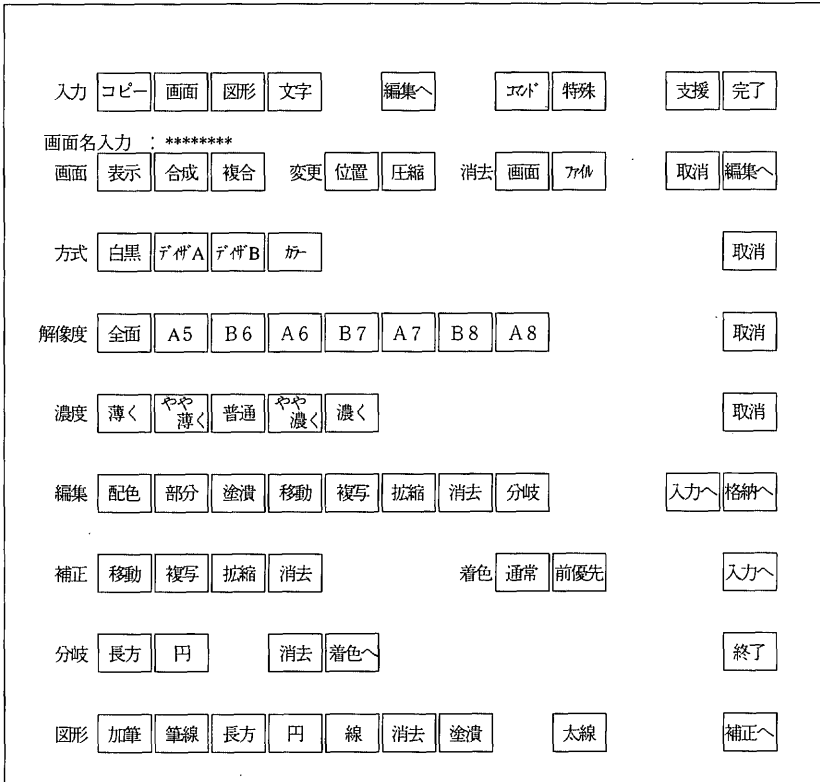 入力 コピー 画面 図形 文字 編集へ コマンド 特殊 支援 完了
画面名入力 : ********
画面 表示 合成 複合 変更 位置 圧縮 消去 画面 ファイル 取消 編集へ
方式 白黒 ディザA ディザB カラー 取消
解像度 全面 A5 B6 A6 B7 A7 B8 A8 取消
濃度 薄く やや薄く 普通 やや濃く 濃く 取消
編集 配色 部分 塗潰 移動 複写 拡縮 消去 分岐 入力へ 格納へ
補正 移動 複写 拡縮 消去 着色 通常 前優先 入力へ
分岐 長方 円 消去 着色へ 終了
図形 加筆 筆線 長方 円 線 消去 塗潰 太線 補正へ